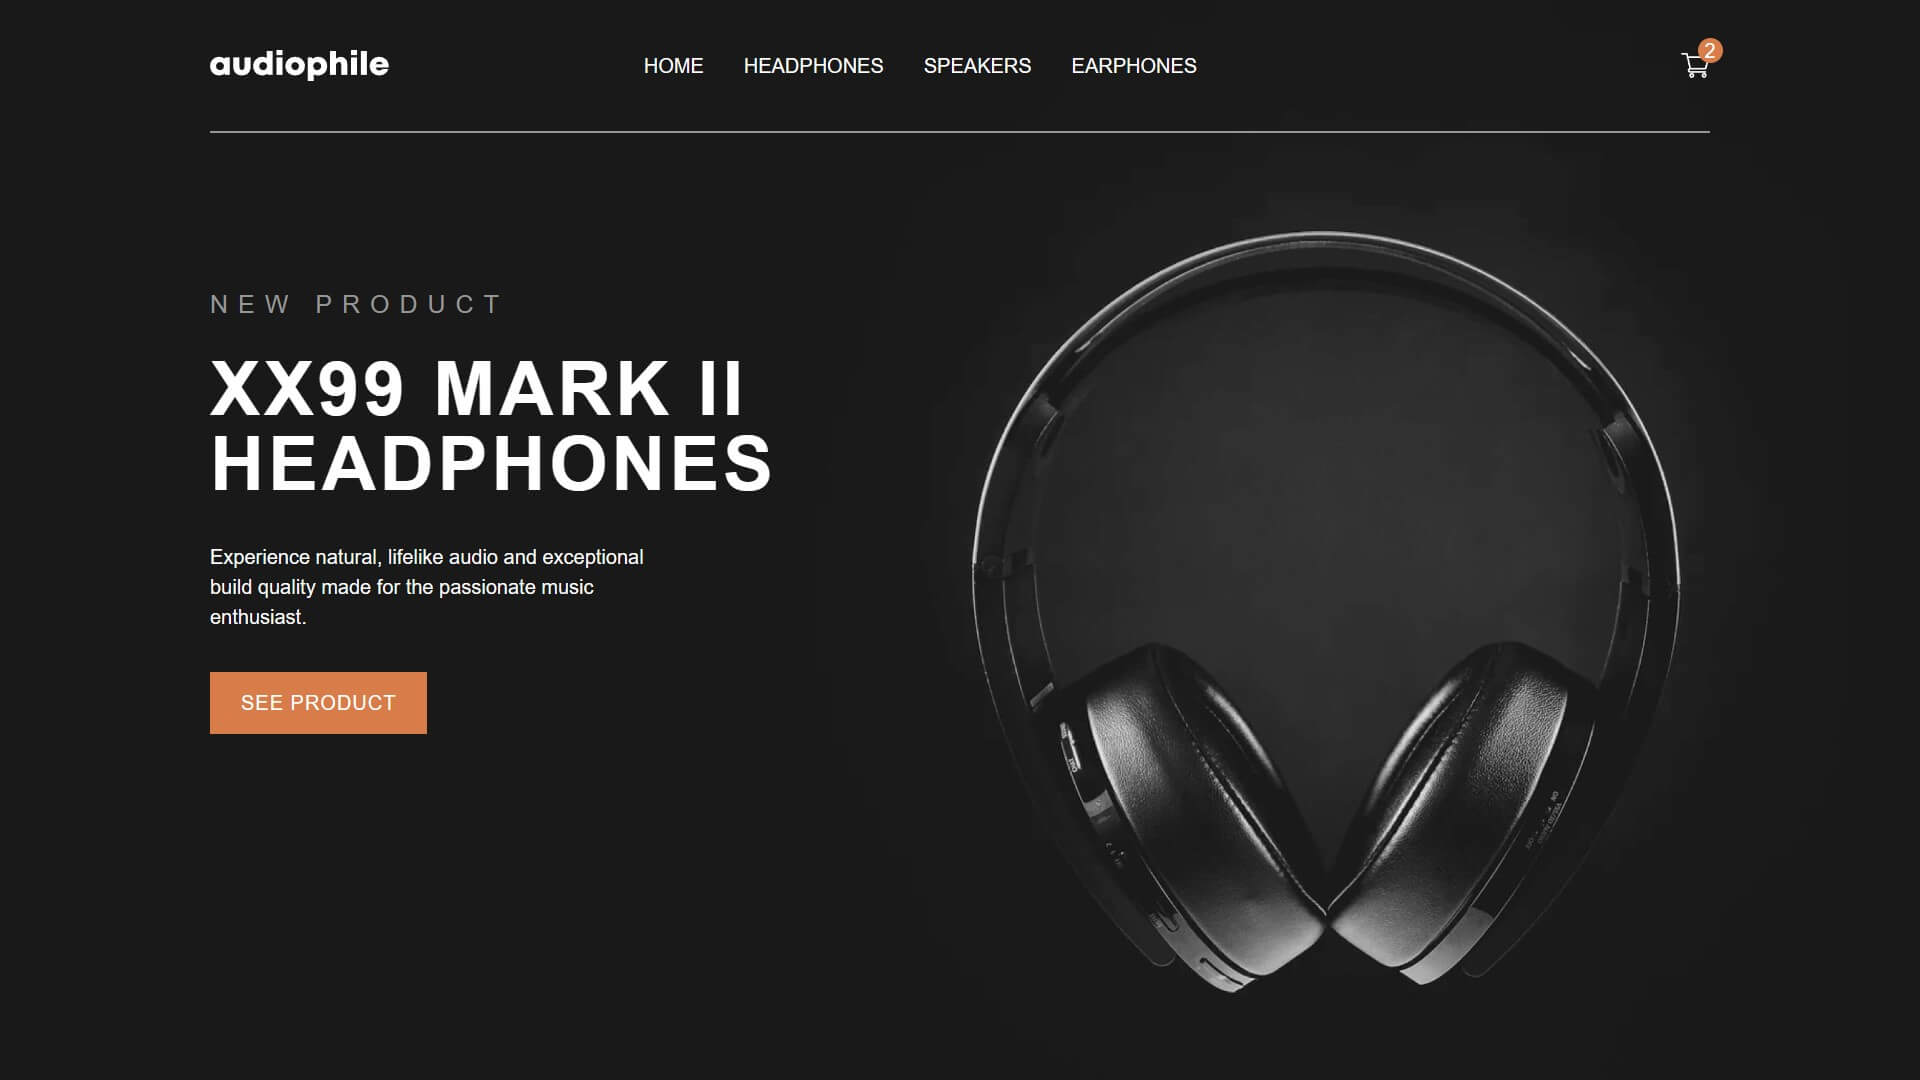 audiophile
HOME HEADPHONES SPEAKERS EARPHONES
2
NEW PRODUCT
XX99 MARK II
HEADPHONES
Experience natural, lifelike audio and exceptional
build quality made for the passionate music
enthusiast.
SEE PRODUCT